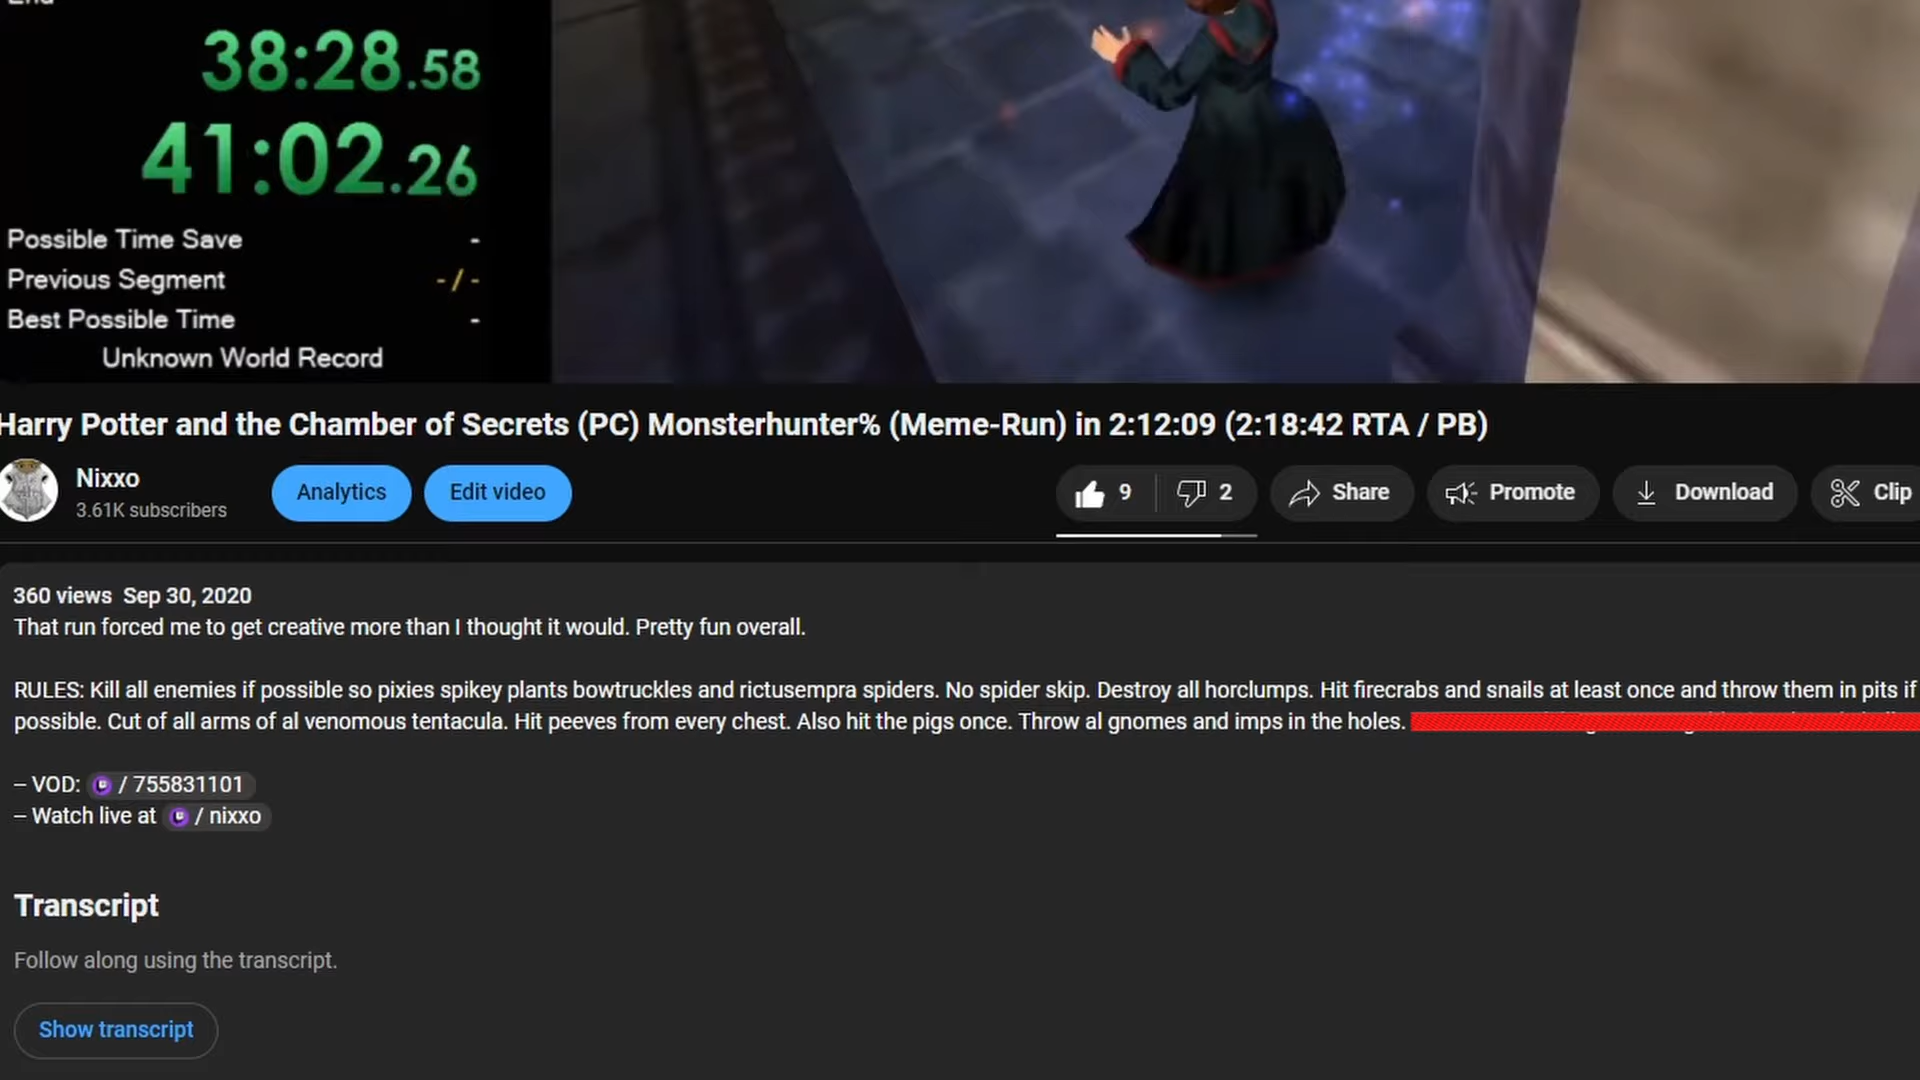 End
38:28.58
41:02.26
Possible Time Save -
Previous Segment - / -
Best Possible Time -
Unknown World Record
Harry Potter and the Chamber of Secrets (PC) Monsterhunter% (Meme-Run) in 2:12:09 (2:18:42 RTA / PB)
Nixxo
3.61K subscribers
Analytics
Edit video
9
2
Share
Promote
Download
Clip
360 views Sep 30, 2020
That run forced me to get creative more than I thought it would. Pretty fun overall.
RULES: Kill all enemies if possible so pixies spikey plants bowtruckles and rictusempra spiders. No spider skip. Destroy all horclumps. Hit firecrabs and snails at least once and throw them in pits if
possible. Cut of all arms of al venomous tentacula. Hit peeves from every chest. Also hit the pigs once. Throw al gnomes and imps in the holes.
– VOD: / 755831101
– Watch live at / nixxo
Transcript
Follow along using the transcript.
Show transcript